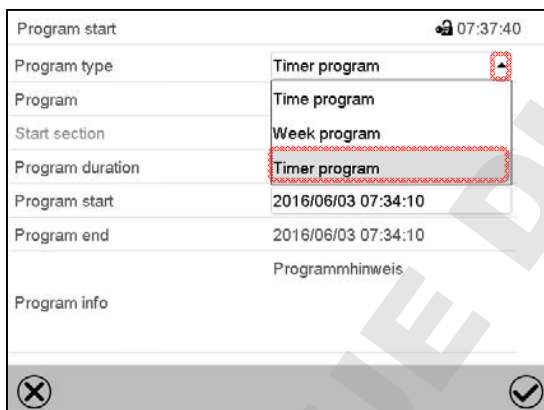 Program start 07:37:40
Program type Timer program
Program Time program
Start section Week program
Program duration Timer program
Program start 2016/06/03 07:34:10
Program end 2016/06/03 07:34:10
Programmhinweis
Program info